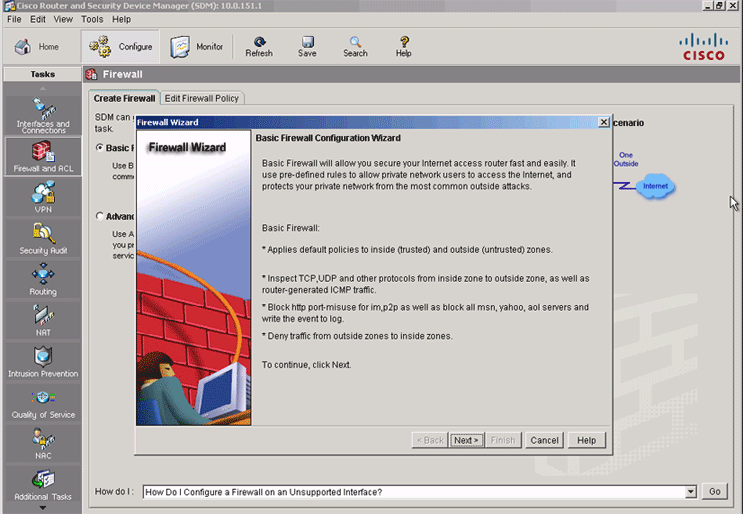 Cisco Router and Security Device Manager (SDM): 10.0.151.1
File Edit View Tools Help
Home Configure Monitor Refresh Save Search Help
CISCO
Tasks
Firewall
Interfaces and
Connections
Firewall and ACL
VPN
Security Audit
Routing
NAT
Intrusion Prevention
Quality of Service
NAC
Additional Tasks
Create Firewall Edit Firewall Policy
SDM can
task.
Basic F
Use B
comm
Advanc
Use A
you pr
servic
cenario
One
Outside
Internet
Firewall Wizard
Firewall Wizard
Basic Firewall Configuration Wizard
Basic Firewall will allow you secure your Internet access router fast and easily. It
use pre-defined rules to allow private network users to access the Internet, and
protects your private network from the most common outside attacks.
Basic Firewall:
* Applies default policies to inside (trusted) and outside (untrusted) zones.
* Inspect TCP,UDP and other protocols from inside zone to outside zone, as well as
router-generated ICMP traffic.
* Block http port-misuse for im,p2p as well as block all msn, yahoo, aol servers and
write the event to log.
* Deny traffic from outside zones to inside zones.
To continue, click Next.
< Back Next > Finish Cancel Help
How do I: How Do I Configure a Firewall on an Unsupported Interface? Go